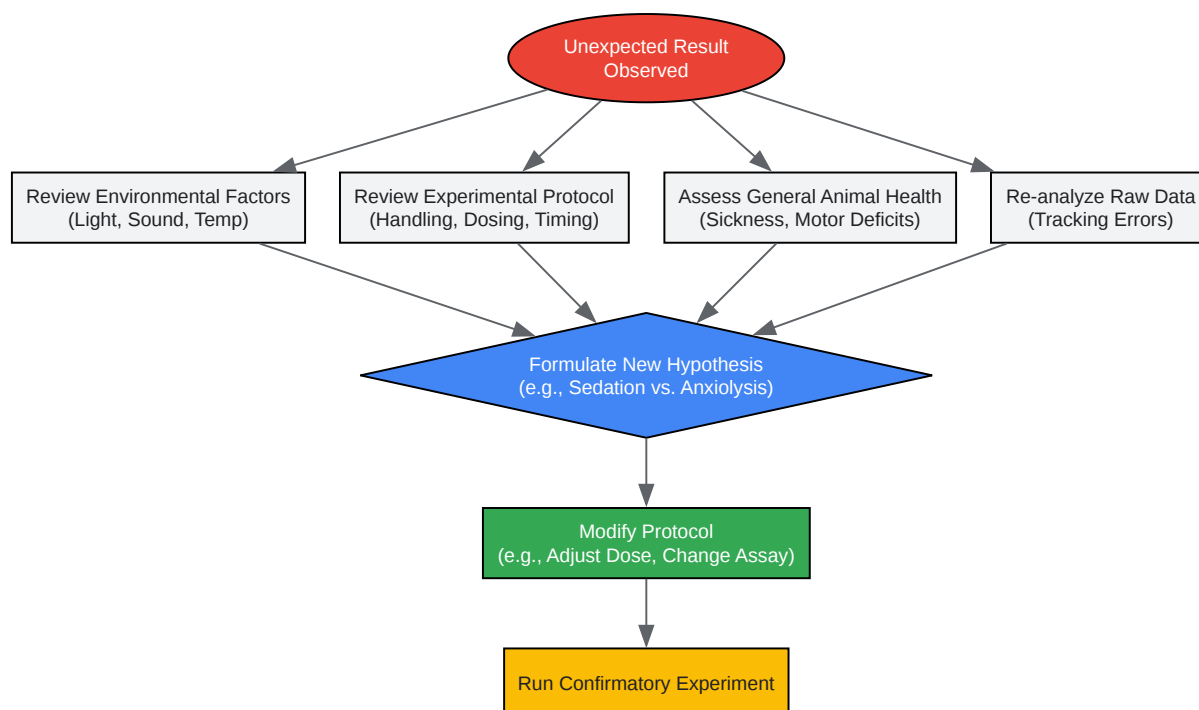 Unexpected Result
Observed
Review Environmental Factors
(Light, Sound, Temp)
Review Experimental Protocol
(Handling, Dosing, Timing)
Assess General Animal Health
(Sickness, Motor Deficits)
Re-analyze Raw Data
(Tracking Errors)
Formulate New Hypothesis
(e.g., Sedation vs. Anxiolysis)
Modify Protocol
(e.g., Adjust Dose, Change Assay)
Run Confirmatory Experiment